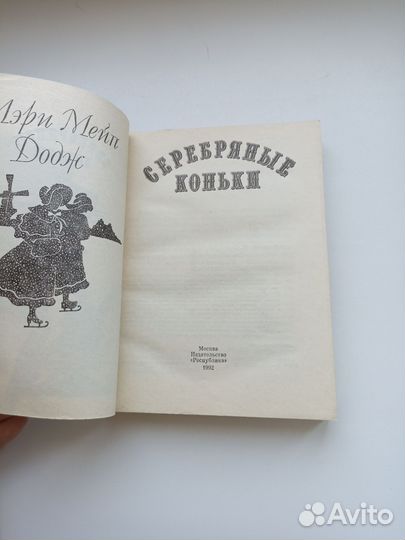 Мэри Мейп
Додж
СЕРЕБРЯНЫЕ
КОНЬКИ
Москва
Издательство
«Республика»
1992
Avito